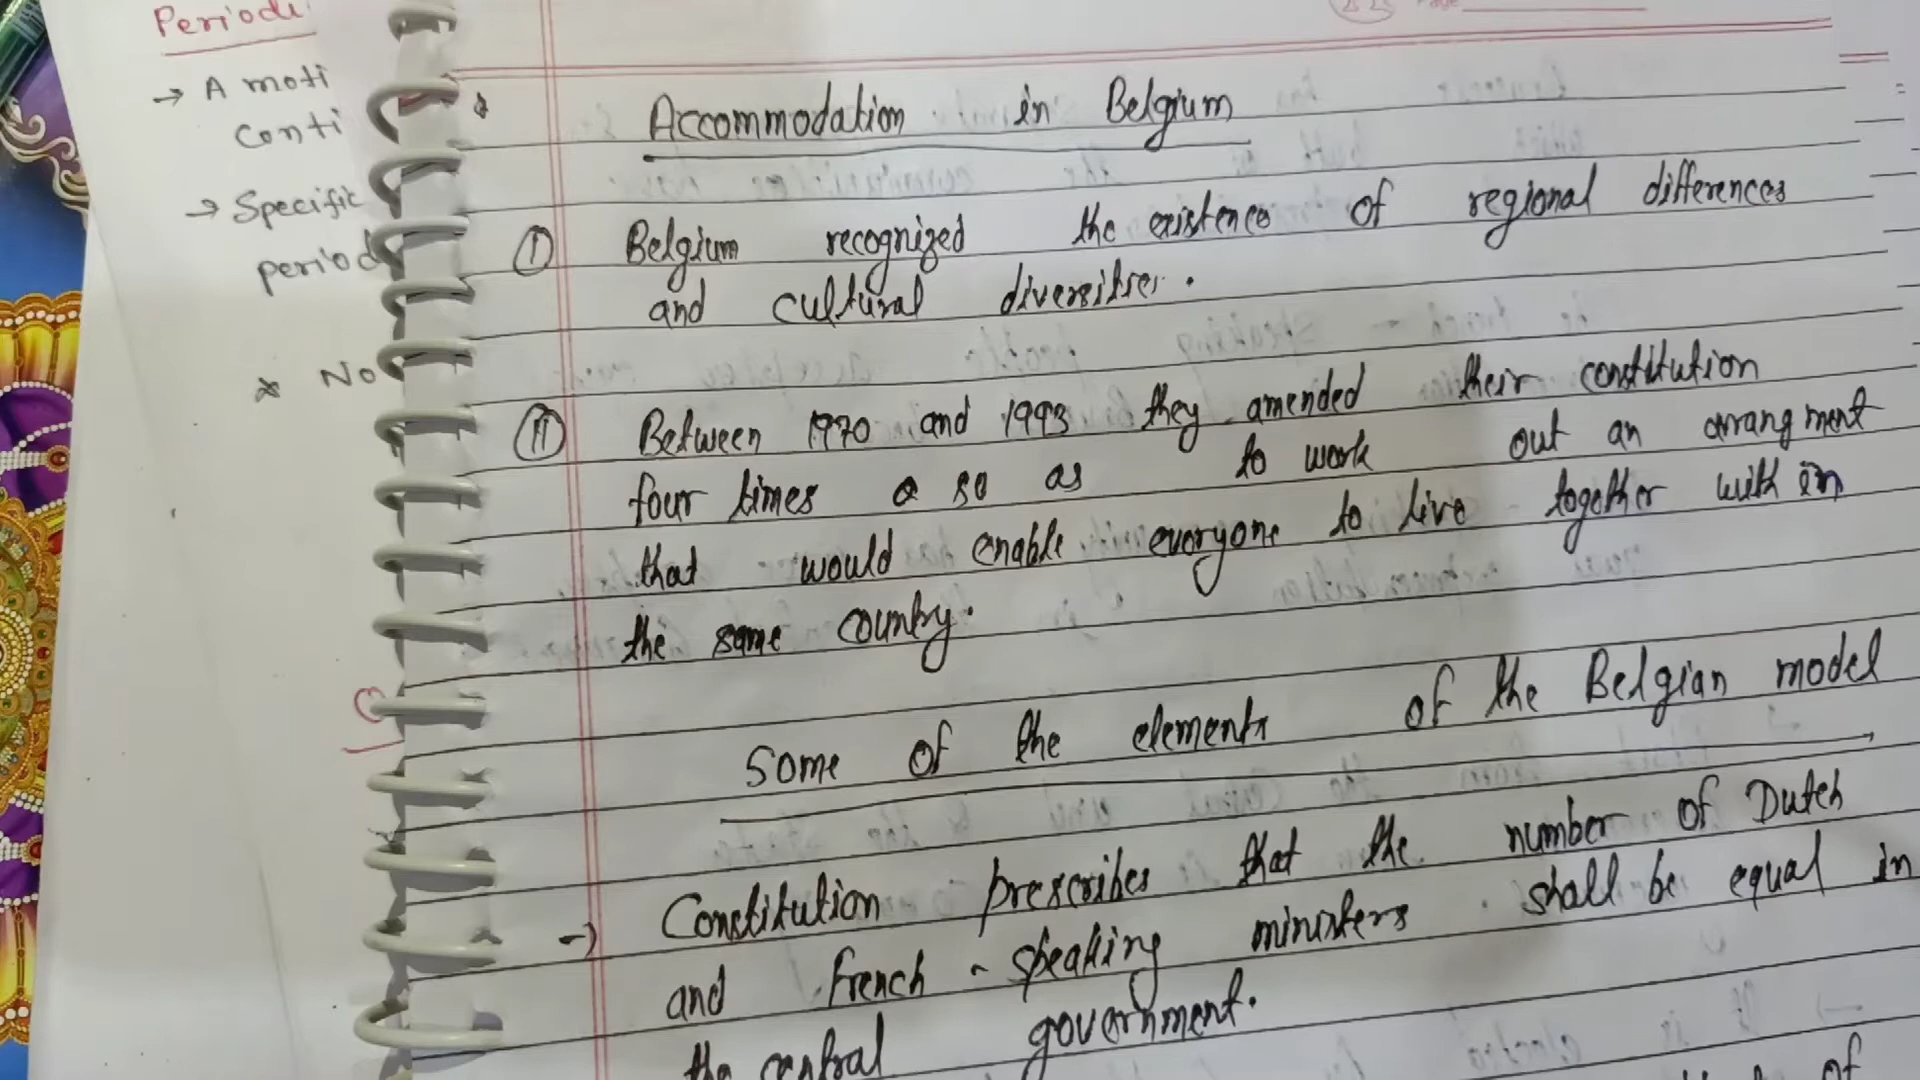 A moti
conti
→ Specific
period
* No
Accommodation in Belgium
I Belgium recognized the existence of regional differences
and cultural diversities.
II Between 1970 and 1993 they amended their constitution
four times a so as to work out an arrangment
that would enable everyone to live together with in
the same country.
Some of the elements of the Belgian model
→ Constitution prescribes that the number of Dutch
and French - speaking ministers shall be equal in
the central government.
of